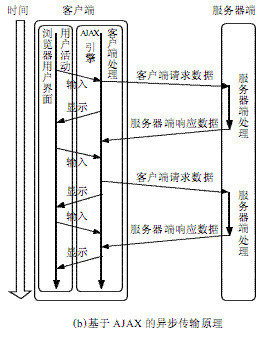 时间
客户端
服务器端
浏览器用户界面
用户活动
AJAX引擎
客户端处理
输入
显示
输入
显示
输入
显示
客户端请求数据
服务器端响应数据
客户端请求数据
服务器端响应数据
服务器端处理
服务器端处理
(b)基于 AJAX 的异步传输原理